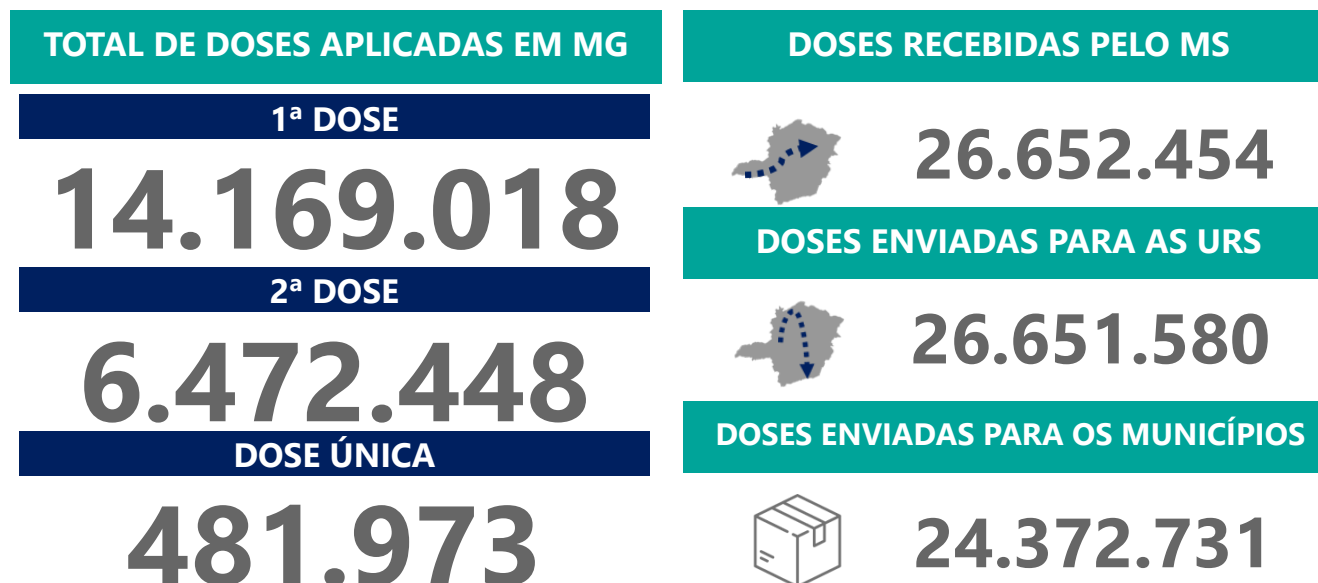 TOTAL DE DOSES APLICADAS EM MG
1ª DOSE
14.169.018
2ª DOSE
6.472.448
DOSE ÚNICA
481.973
DOSES RECEBIDAS PELO MS
26.652.454
DOSES ENVIADAS PARA AS URS
26.651.580
DOSES ENVIADAS PARA OS MUNICÍPIOS
24.372.731